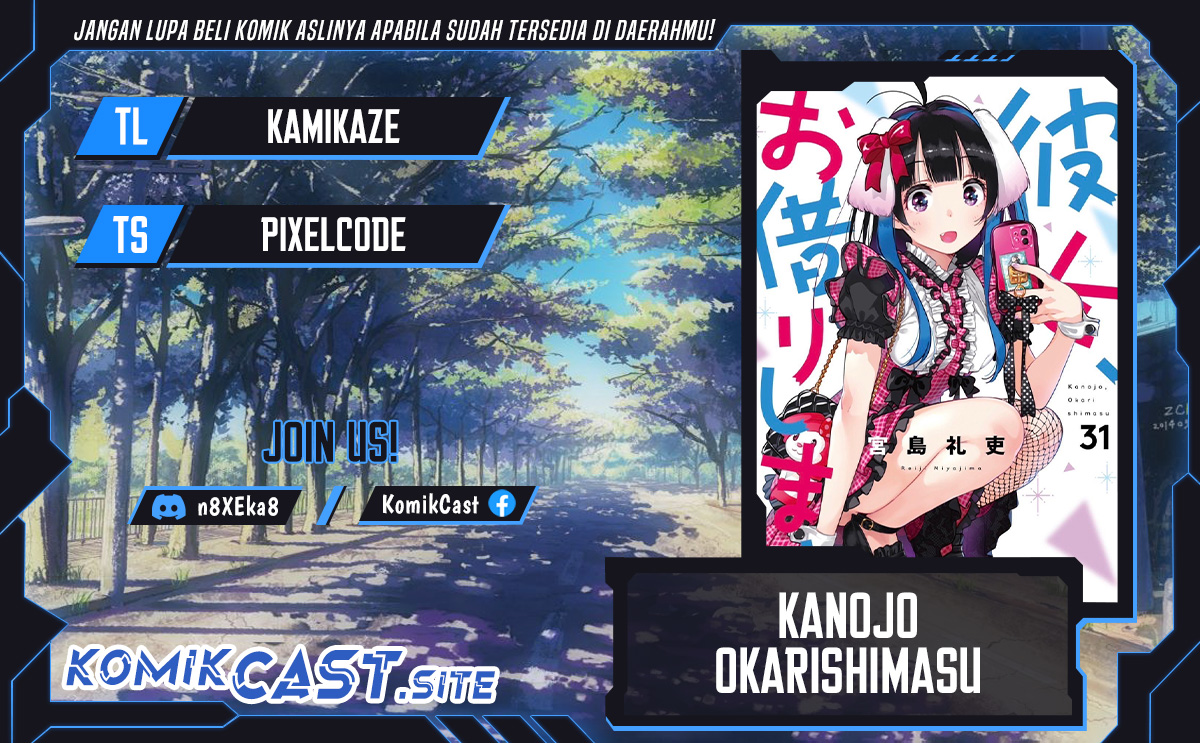 JANGAN LUPA BELI KOMIK ASLINYA APABILA SUDAH TERSEDIA DI DAERAHMU!
TL KAMIKAZE
TS PIXELCODE
JOIN US!
n8XEka8
KomikCast
KOMIKCAST.SITE
彼女、
お借りします
Kanojo,
Okari
shimasu
31
宮島礼吏
Reiji Miyajima
KANOJO
OKARISHIMASU